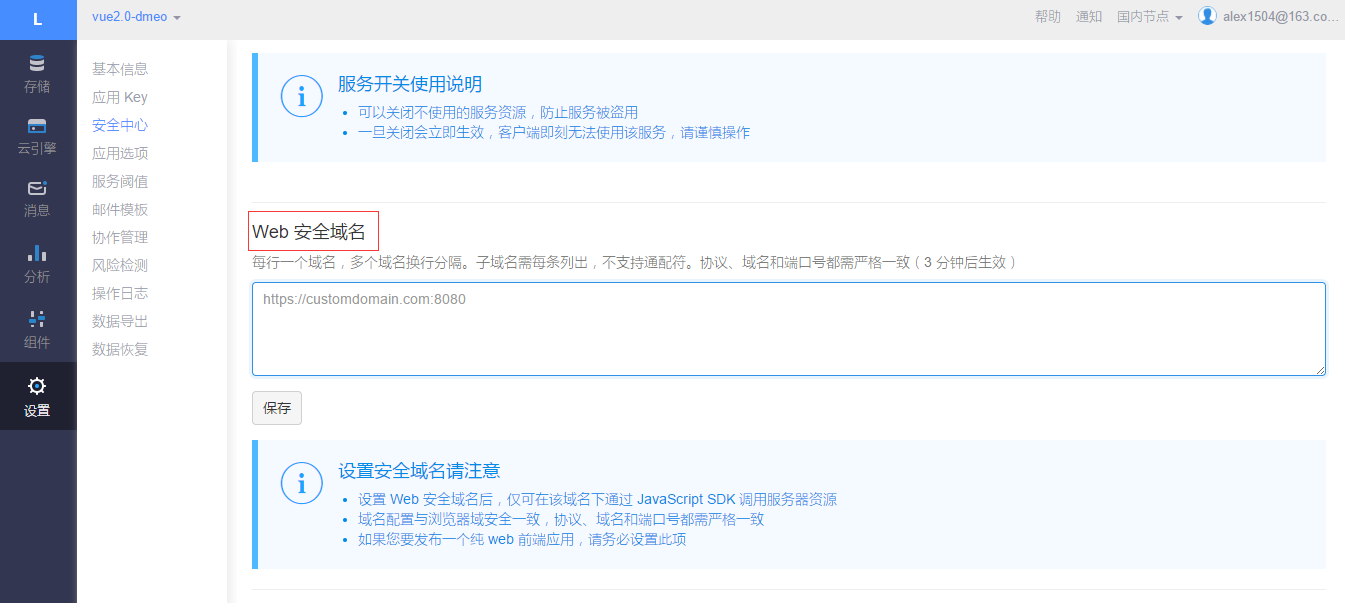 L
vue2.0-dmeo
帮助 通知 国内节点 alex1504@163.co...
存储
云引擎
消息
分析
组件
设置
基本信息
应用 Key
安全中心
应用选项
服务阈值
邮件模板
协作管理
风险检测
操作日志
数据导出
数据恢复
服务开关使用说明
可以关闭不使用的服务资源，防止服务被盗用
一旦关闭会立即生效，客户端即刻无法使用该服务，请谨慎操作
Web 安全域名
每行一个域名，多个域名换行分隔。子域名需每条列出，不支持通配符。协议、域名和端口号都需严格一致（3 分钟后生效）
https://customdomain.com:8080
保存
设置安全域名请注意
设置 Web 安全域名后，仅可在该域名下通过 JavaScript SDK 调用服务器资源
域名配置与浏览器域安全一致，协议、域名和端口号都需严格一致
如果您要发布一个纯 web 前端应用，请务必设置此项